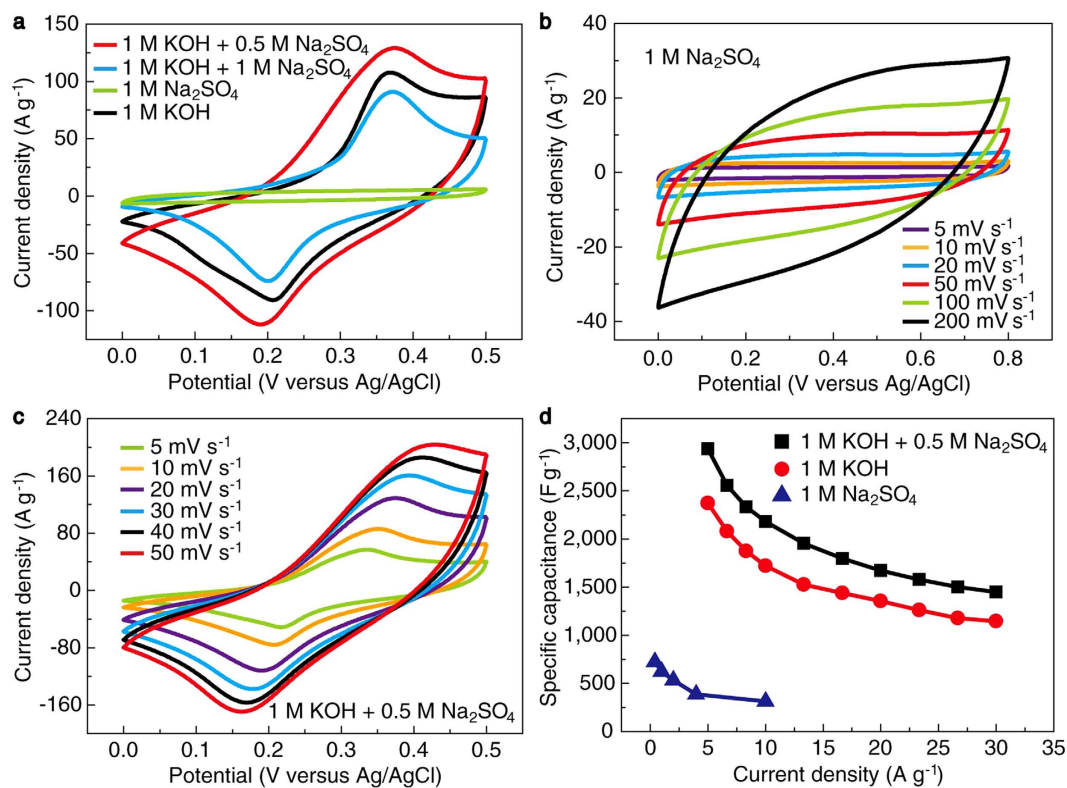 a
150
100
50
0
-50
-100
1 M KOH + 0.5 M Na₂SO₄
1 M KOH + 1 M Na₂SO₄
1 M Na₂SO₄
1 M KOH
Current density (A g⁻¹)
0.0 0.1 0.2 0.3 0.4 0.5
Potential (V versus Ag/AgCl)
b
40
20
0
-20
-40
1 M Na₂SO₄
5 mV s⁻¹
10 mV s⁻¹
20 mV s⁻¹
50 mV s⁻¹
100 mV s⁻¹
200 mV s⁻¹
Current density (A g⁻¹)
0.0 0.2 0.4 0.6 0.8
Potential (V versus Ag/AgCl)
c
240
160
80
0
-80
-160
5 mV s⁻¹
10 mV s⁻¹
20 mV s⁻¹
30 mV s⁻¹
40 mV s⁻¹
50 mV s⁻¹
1 M KOH + 0.5 M Na₂SO₄
Current density (A g⁻¹)
0.0 0.1 0.2 0.3 0.4 0.5
Potential (V versus Ag/AgCl)
d
3,000
2,500
2,000
1,500
1,000
500
0
1 M KOH + 0.5 M Na₂SO₄
1 M KOH
1 M Na₂SO₄
Specific capacitance (F g⁻¹)
0 5 10 15 20 25 30 35
Current density (A g⁻¹)